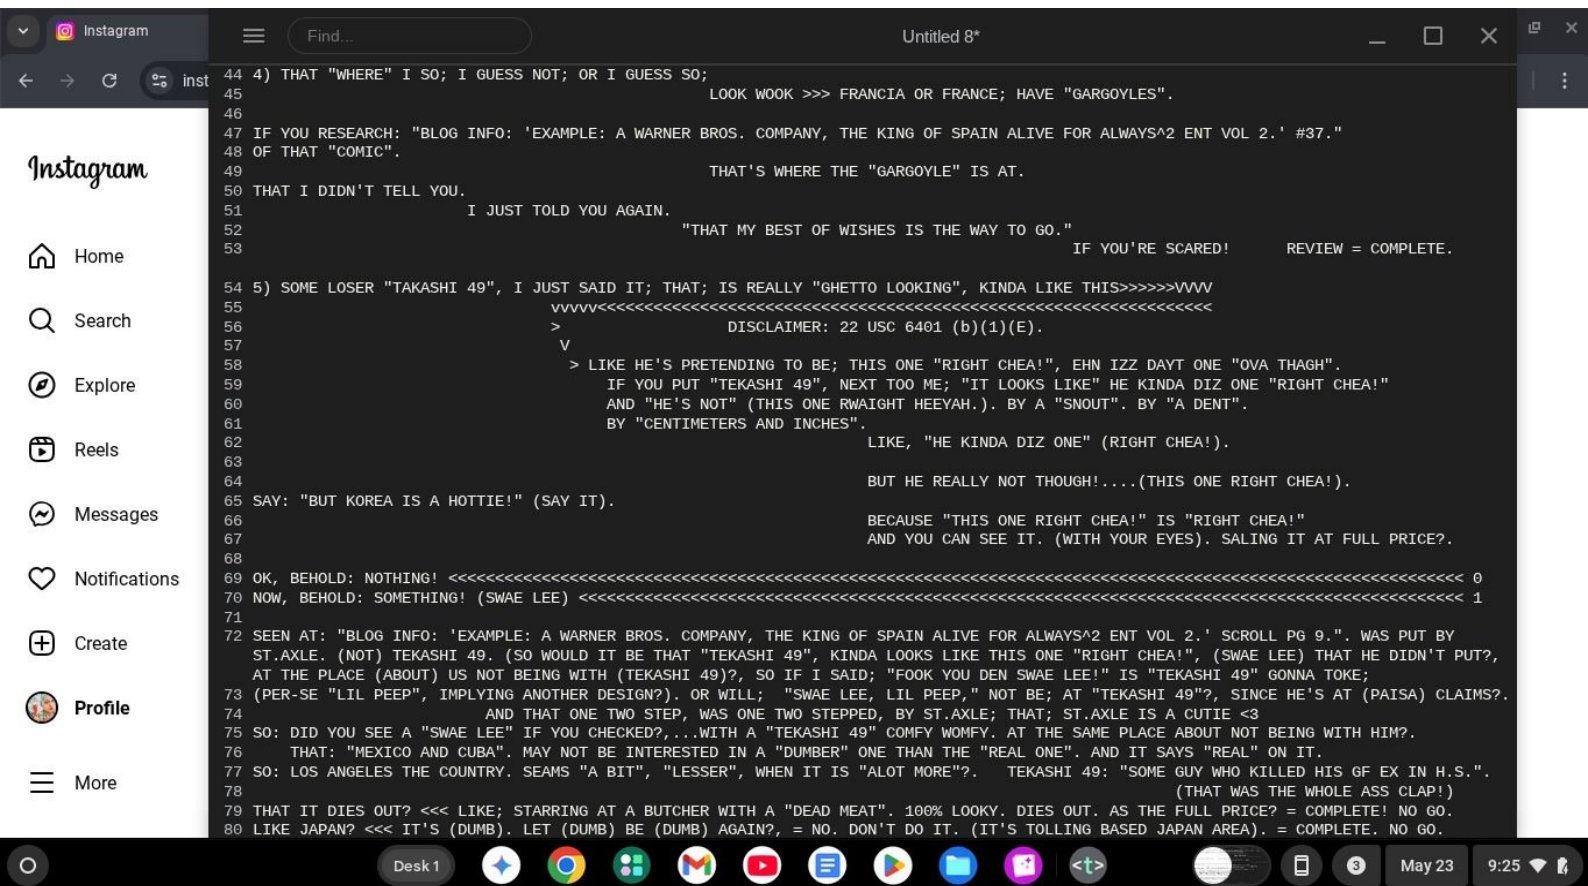 Instagram
inst
Find...
Untitled 8*
Instagram
Home
Search
Explore
Reels
Messages
Notifications
Create
Profile
More
44 4) THAT "WHERE" I SO; I GUESS NOT; OR I GUESS SO;
45 LOOK WOOK >>> FRANCIA OR FRANCE; HAVE "GARGOYLES".
46
47 IF YOU RESEARCH: "BLOG INFO: 'EXAMPLE: A WARNER BROS. COMPANY, THE KING OF SPAIN ALIVE FOR ALWAYS^2 ENT VOL 2.' #37."
48 OF THAT "COMIC".
49 THAT'S WHERE THE "GARGOYLE" IS AT.
50 THAT I DIDN'T TELL YOU.
51 I JUST TOLD YOU AGAIN.
52 "THAT MY BEST OF WISHES IS THE WAY TO GO."
53 IF YOU'RE SCARED! REVIEW = COMPLETE.
54 5) SOME LOSER "TAKASHI 49", I JUST SAID IT; THAT; IS REALLY "GHETTO LOOKING", KINDA LIKE THIS>>>>>>VVVV
55 vvvvv<<<<<<<<<<<<<<<<<<<<<<<<<<<<<<<<<<<<<<<<<<<<<<<<<<<<<<<<<<<<<<<<<<
56 > DISCLAIMER: 22 USC 6401 (b)(1)(E).
57 V
58 > LIKE HE'S PRETENDING TO BE; THIS ONE "RIGHT CHEA!", EHN IZZ DAYT ONE "OVA THAGH".
59 IF YOU PUT "TEKASHI 49", NEXT TOO ME; "IT LOOKS LIKE" HE KINDA DIZ ONE "RIGHT CHEA!"
60 AND "HE'S NOT" (THIS ONE RWAIGHT HEEYAH.). BY A "SNOUT". BY "A DENT".
61 BY "CENTIMETERS AND INCHES".
62 LIKE, "HE KINDA DIZ ONE" (RIGHT CHEA!).
63
64 BUT HE REALLY NOT THOUGH!....(THIS ONE RIGHT CHEA!).
65 SAY: "BUT KOREA IS A HOTTIE!" (SAY IT).
66 BECAUSE "THIS ONE RIGHT CHEA!" IS "RIGHT CHEA!"
67 AND YOU CAN SEE IT. (WITH YOUR EYES). SALING IT AT FULL PRICE?.
68
69 OK, BEHOLD: NOTHING! <<<<<<<<<<<<<<<<<<<<<<<<<<<<<<<<<<<<<<<<<<<<<<<<<<<<<<<<<<<<<<<<<<<<<<<<<<<<<<<<<<<<<<<<<<<<< 0
70 NOW, BEHOLD: SOMETHING! (SWAE LEE) <<<<<<<<<<<<<<<<<<<<<<<<<<<<<<<<<<<<<<<<<<<<<<<<<<<<<<<<<<<<<<<<<<<<<<<<<<<<<<<<<<<<<<<<<<<<<<< 1
71
72 SEEN AT: "BLOG INFO: 'EXAMPLE: A WARNER BROS. COMPANY, THE KING OF SPAIN ALIVE FOR ALWAYS^2 ENT VOL 2.' SCROLL PG 9.". WAS PUT BY
ST.AXLE. (NOT) TEKASHI 49. (SO WOULD IT BE THAT "TEKASHI 49", KINDA LOOKS LIKE THIS ONE "RIGHT CHEA!", (SWAE LEE) THAT HE DIDN'T PUT?,
AT THE PLACE (ABOUT) US NOT BEING WITH (TEKASHI 49)?, SO IF I SAID; "FOOK YOU DEN SWAE LEE!" IS "TEKASHI 49" GONNA TOKE;
73 (PER-SE "LIL PEEP", IMPLYING ANOTHER DESIGN?). OR WILL; "SWAE LEE, LIL PEEP," NOT BE; AT "TEKASHI 49"?, SINCE HE'S AT (PAISA) CLAIMS?.
74 AND THAT ONE TWO STEP, WAS ONE TWO STEPPED, BY ST.AXLE; THAT; ST.AXLE IS A CUTIE <3
75 SO: DID YOU SEE A "SWAE LEE" IF YOU CHECKED?,...WITH A "TEKASHI 49" COMFY WOMFY. AT THE SAME PLACE ABOUT NOT BEING WITH HIM?.
76 THAT: "MEXICO AND CUBA". MAY NOT BE INTERESTED IN A "DUMBER" ONE THAN THE "REAL ONE". AND IT SAYS "REAL" ON IT.
77 SO: LOS ANGELES THE COUNTRY. SEAMS "A BIT", "LESSER", WHEN IT IS "ALOT MORE"?. TEKASHI 49: "SOME GUY WHO KILLED HIS GF EX IN H.S.".
78 (THAT WAS THE WHOLE ASS CLAP!)
79 THAT IT DIES OUT? <<< LIKE; STARRING AT A BUTCHER WITH A "DEAD MEAT". 100% LOOKY. DIES OUT. AS THE FULL PRICE? = COMPLETE! NO GO.
80 LIKE JAPAN? <<< IT'S (DUMB). LET (DUMB) BE (DUMB) AGAIN?, = NO. DON'T DO IT. (IT'S TOLLING BASED JAPAN AREA). = COMPLETE. NO GO.
Desk 1
<t>
3
May 23
9:25